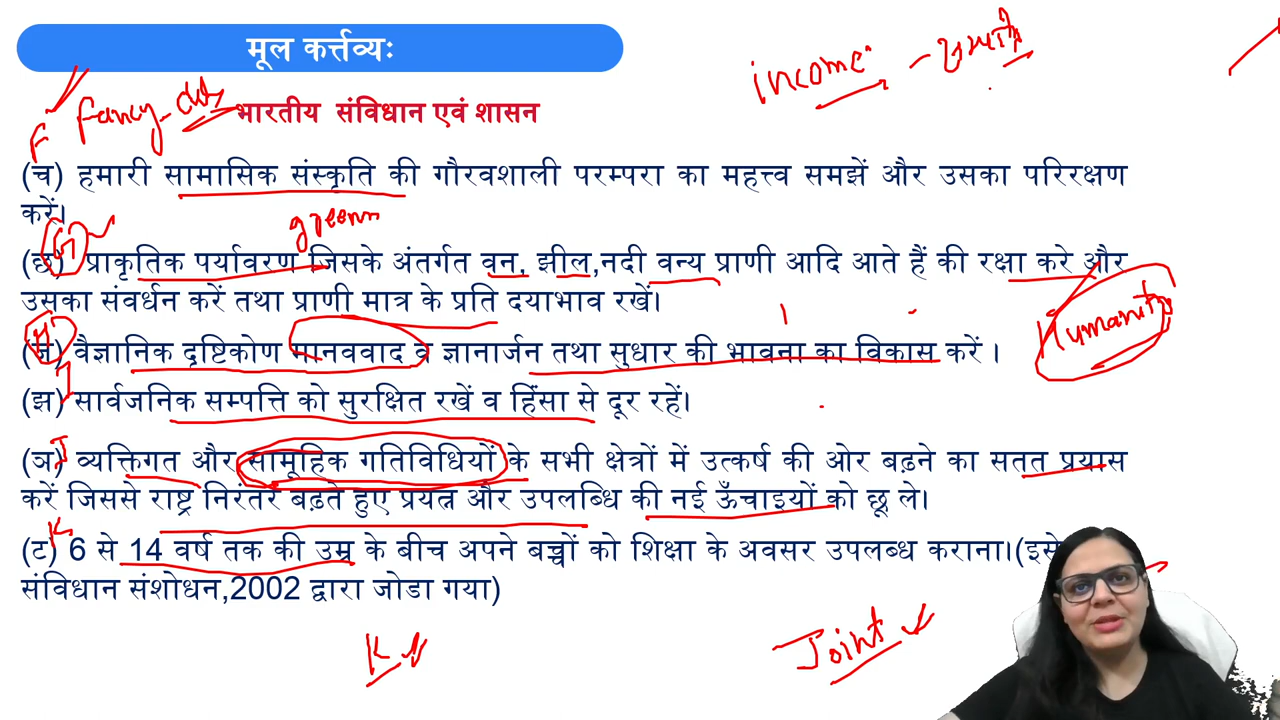 मूल कर्त्तव्यः
income - सम्पत्ति
F Fancy dds
भारतीय संविधान एवं शासन
(च) हमारी सामासिक संस्कृति की गौरवशाली परम्परा का महत्त्व समझें और उसका परिरक्षण
करें।
G green
(छ) प्राकृतिक पर्यावरण जिसके अंतर्गत वन, झील,नदी वन्य प्राणी आदि आते हैं की रक्षा करे और
उसका संवर्धन करें तथा प्राणी मात्र के प्रति दयाभाव रखें।
H Humanity
(ज) वैज्ञानिक दृष्टिकोण मानववाद व ज्ञानार्जन तथा सुधार की भावना का विकास करें ।
I
(झ) सार्वजनिक सम्पत्ति को सुरक्षित रखें व हिंसा से दूर रहें।
J
(ञ) व्यक्तिगत और सामूहिक गतिविधियों के सभी क्षेत्रों में उत्कर्ष की ओर बढ़ने का सतत प्रयास
करें जिससे राष्ट्र निरंतर बढ़ते हुए प्रयत्न और उपलब्धि की नई ऊँचाइयों को छू ले।
K
(ट) 6 से 14 वर्ष तक की उम्र के बीच अपने बच्चों को शिक्षा के अवसर उपलब्ध कराना।(इसे
संविधान संशोधन,2002 द्वारा जोडा गया)
K
Joint